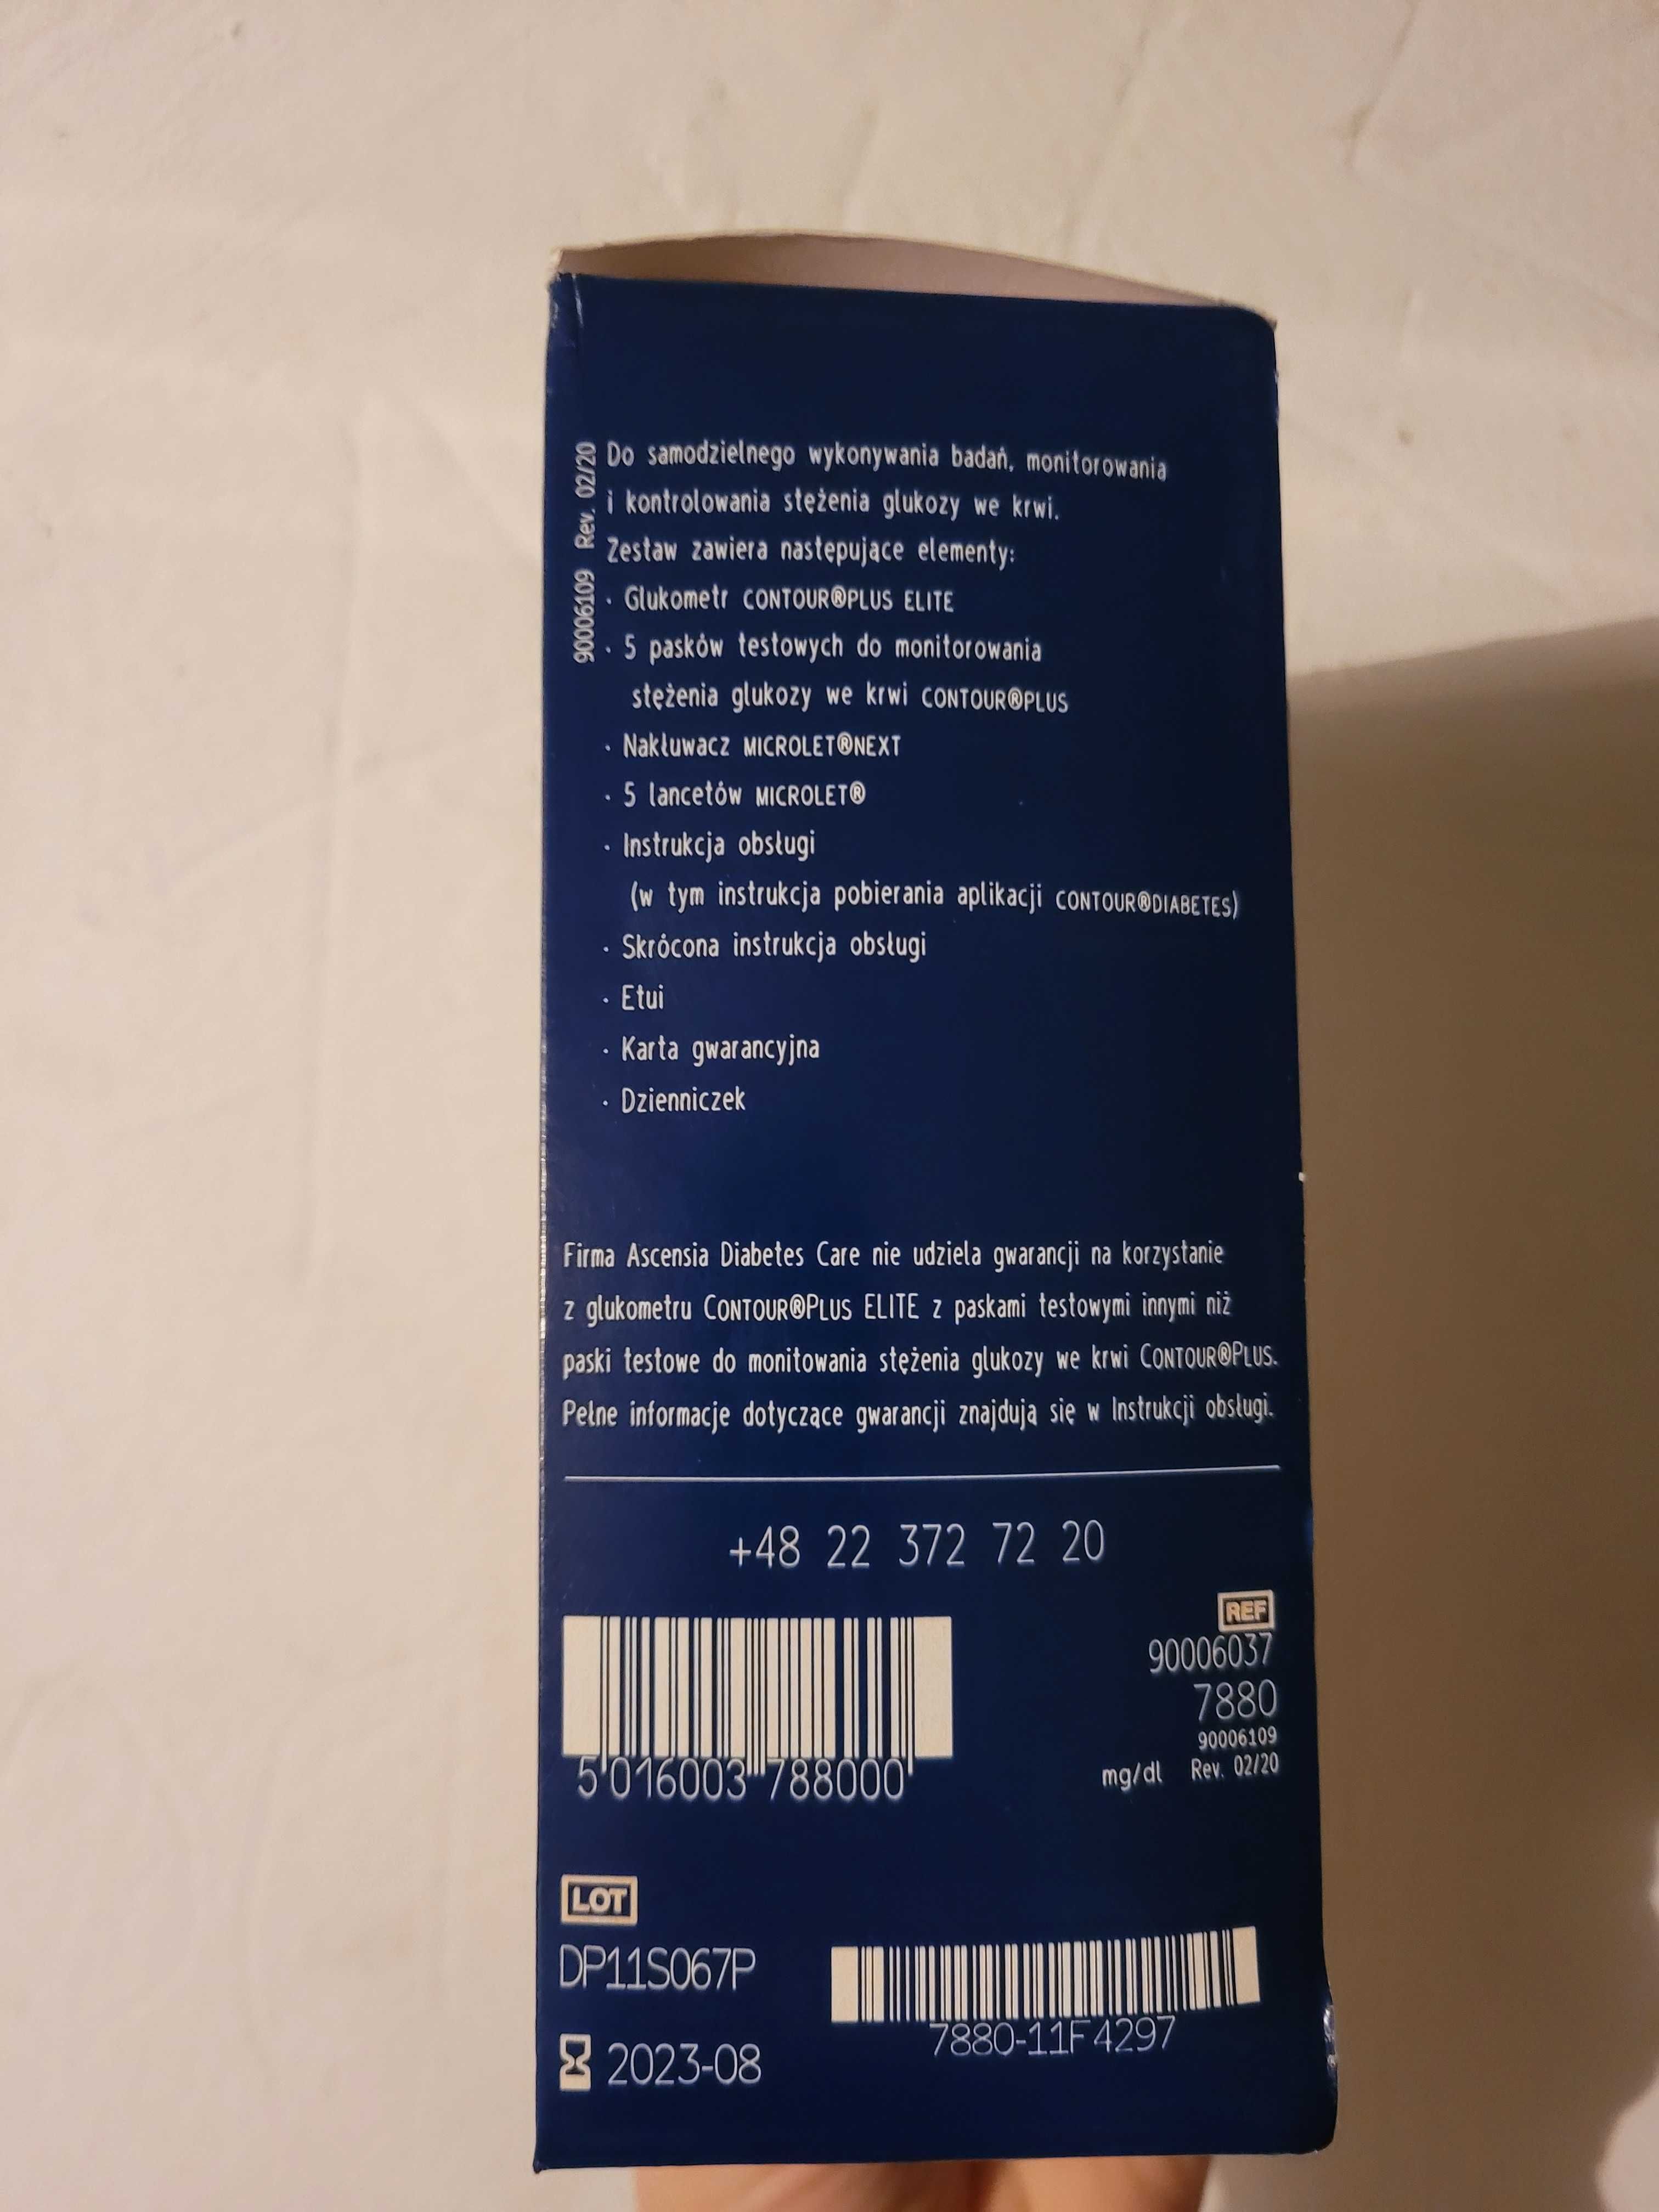 90006109 Rev. 02/20
Do samodzielnego wykonywania badań, monitorowania
i kontrolowania stężenia glukozy we krwi.
Zestaw zawiera następujące elementy:
· Glukometr CONTOUR®PLUS ELITE
· 5 pasków testowych do monitorowania
stężenia glukozy we krwi CONTOUR®PLUS
· Nakłuwacz MICROLET®NEXT
· 5 lancetów MICROLET®
· Instrukcja obsługi
(w tym instrukcja pobierania aplikacji CONTOUR®DIABETES)
· Skrócona instrukcja obsługi
· Etui
· Karta gwarancyjna
· Dzienniczek
Firma Ascensia Diabetes Care nie udziela gwarancji na korzystanie
z glukometru CONTOUR®PLUS ELITE z paskami testowymi innymi niż
paski testowe do monitowania stężenia glukozy we krwi CONTOUR®PLUS.
Pełne informacje dotyczące gwarancji znajdują się w Instrukcji obsługi.
+48 22 372 72 20
REF
90006037
7880
90006109
mg/dl Rev. 02/20
5 016003 788000
LOT
DP11S067P
7880-11F4297
2023-08